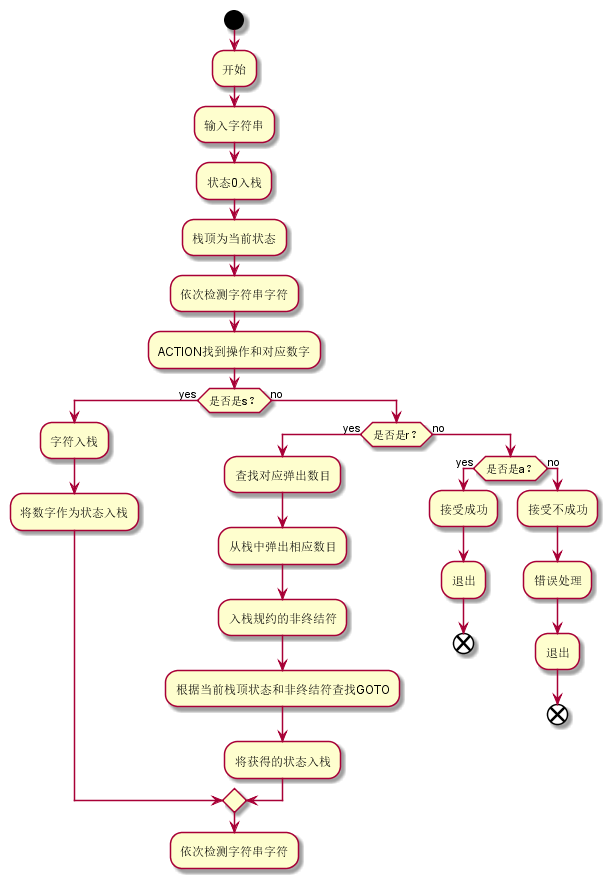 开始
输入字符串
状态0入栈
栈顶为当前状态
依次检测字符串字符
ACTION找到操作和对应数字
yes
是否是s？
no
字符入栈
将数字作为状态入栈
yes
是否是r？
no
查找对应弹出数目
从栈中弹出相应数目
入栈规约的非终结符
根据当前栈顶状态和非终结符查找GOTO
将获得的状态入栈
yes
是否是a？
no
接受成功
退出
接受不成功
错误处理
退出
依次检测字符串字符